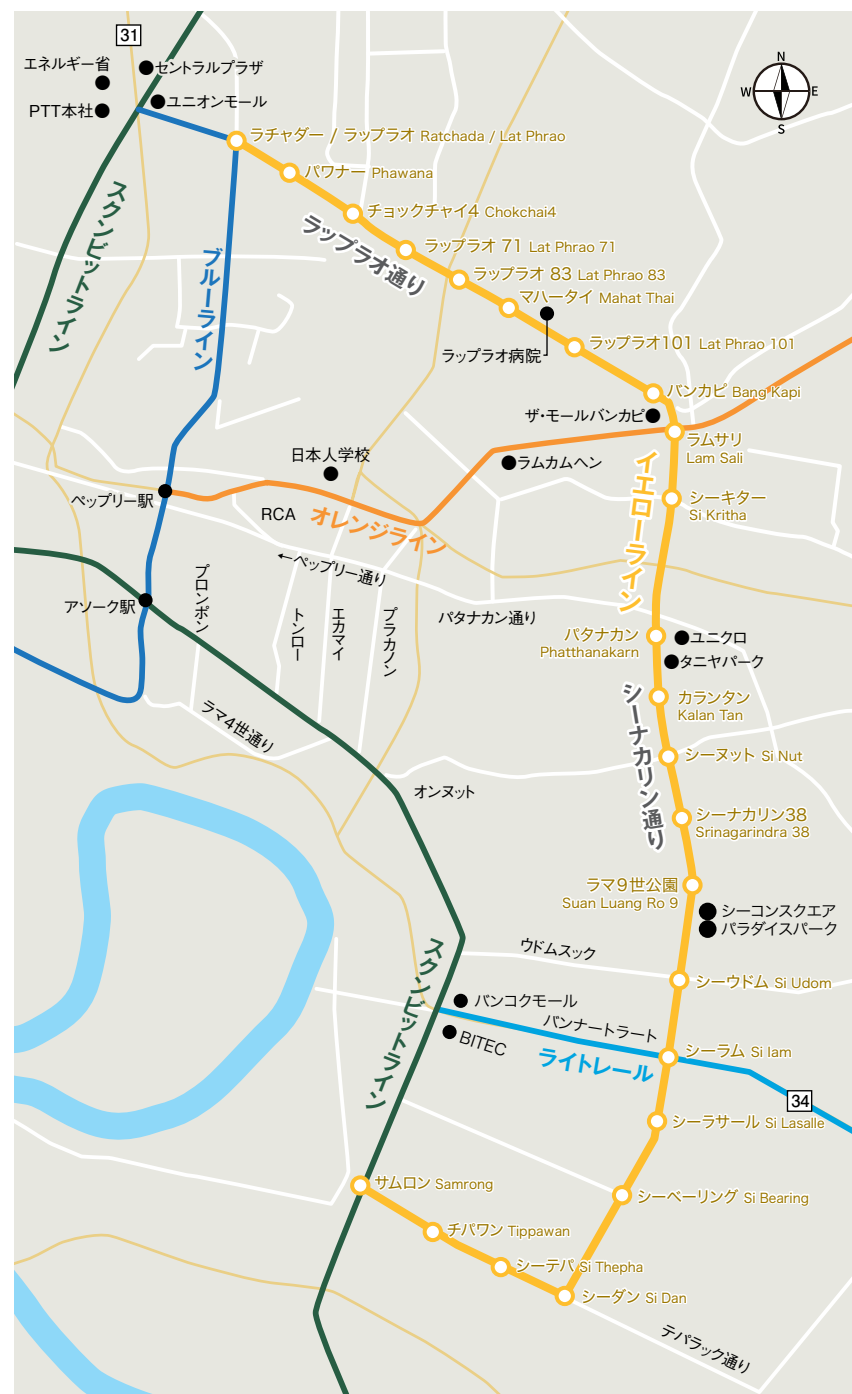 31
エネルギー省
セントラルプラザ
PTT本社
ユニオンモール
N
W
E
S
ラチャダー / ラップラオ Ratchada / Lat Phrao
パワナー Phawana
チョックチャイ4 Chokchai4
ラップラオ 71 Lat Phrao 71
ラップラオ 83 Lat Phrao 83
マハータイ Mahat Thai
ラップラオ通り
スクンビットライン
ブルーライン
ラップラオ病院
ラップラオ101 Lat Phrao 101
バンカピ Bang Kapi
ザ・モールバンカピ
ラムサリ
Lam Sali
日本人学校
ラムカムヘン
イエローライン
シーキター
Si Kritha
ペップリー駅
RCA
オレンジライン
←ペップリー通り
アソーク駅
プロンポン
トンロー
エカマイ
プラカノン
パタナカン通り
パタナカン
Phatthanakarn
ユニクロ
タニヤパーク
カランタン
Kalan Tan
シーナカリン通り
ラマ4世通り
シーヌット Si Nut
オンヌット
シーナカリン38
Srinagarindra 38
ラマ9世公園
Suan Luang Ro 9
シーコンスクエア
パラダイスパーク
ウドムスック
スクンビットライン
シーウドム Si Udom
バンコクモール
バンナートラート
BITEC
ライトレール
シーラム Si Iam
34
シーラサール Si Lasalle
サムロン Samrong
シーベーリング Si Bearing
チパワン Tippawan
シーテパ Si Thepha
シーダン Si Dan
テパラック通り